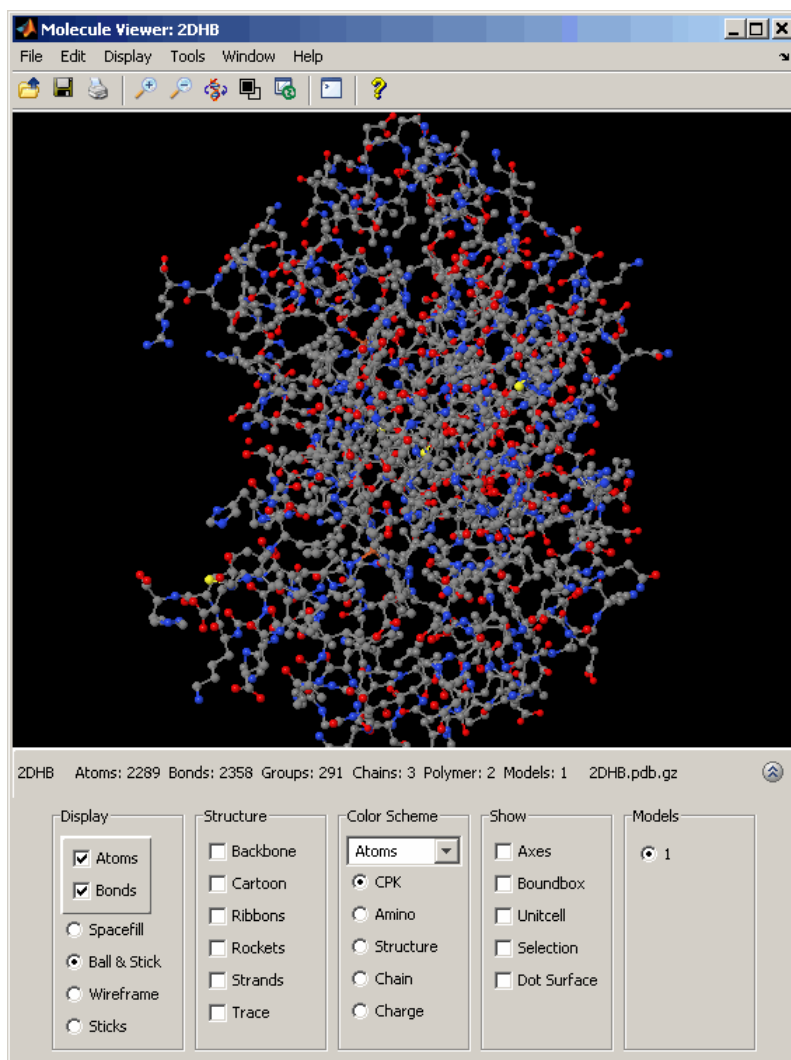 Molecule Viewer: 2DHB
File Edit Display Tools Window Help
2DHB Atoms: 2289 Bonds: 2358 Groups: 291 Chains: 3 Polymer: 2 Models: 1 2DHB.pdb.gz
Display Structure Color Scheme Show Models
Atoms Backbone Atoms Axes 1
Bonds Cartoon CPK Boundbox
Spacefill Ribbons Amino Unitcell
Ball & Stick Rockets Structure Selection
Wireframe Strands Chain Dot Surface
Sticks Trace Charge